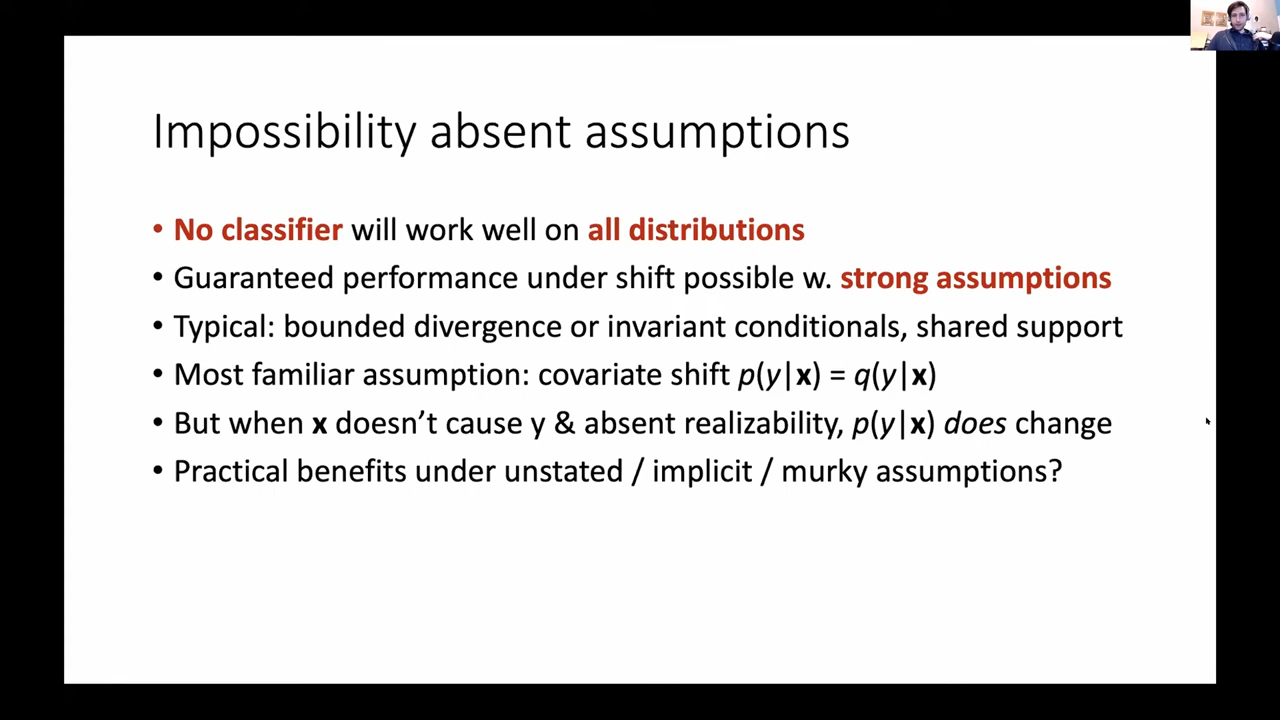 Impossibility absent assumptions
• No classifier will work well on all distributions
• Guaranteed performance under shift possible w. strong assumptions
• Typical: bounded divergence or invariant conditionals, shared support
• Most familiar assumption: covariate shift p(y|x) = q(y|x)
• But when x doesn’t cause y & absent realizability, p(y|x) does change
• Practical benefits under unstated / implicit / murky assumptions?